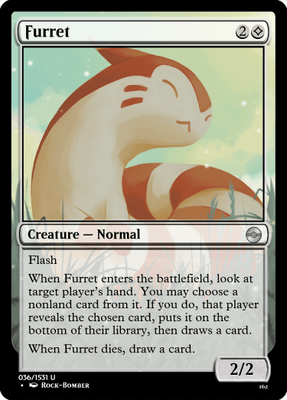 Furret 2
Creature — Normal
Flash
When Furret enters the battlefield, look at
target player's hand. You may choose a
nonland card from it. If you do, that player
reveals the chosen card, puts it on the
bottom of their library, then draws a card.
When Furret dies, draw a card.
2/2
036/1531 U
• Rock-Bomber